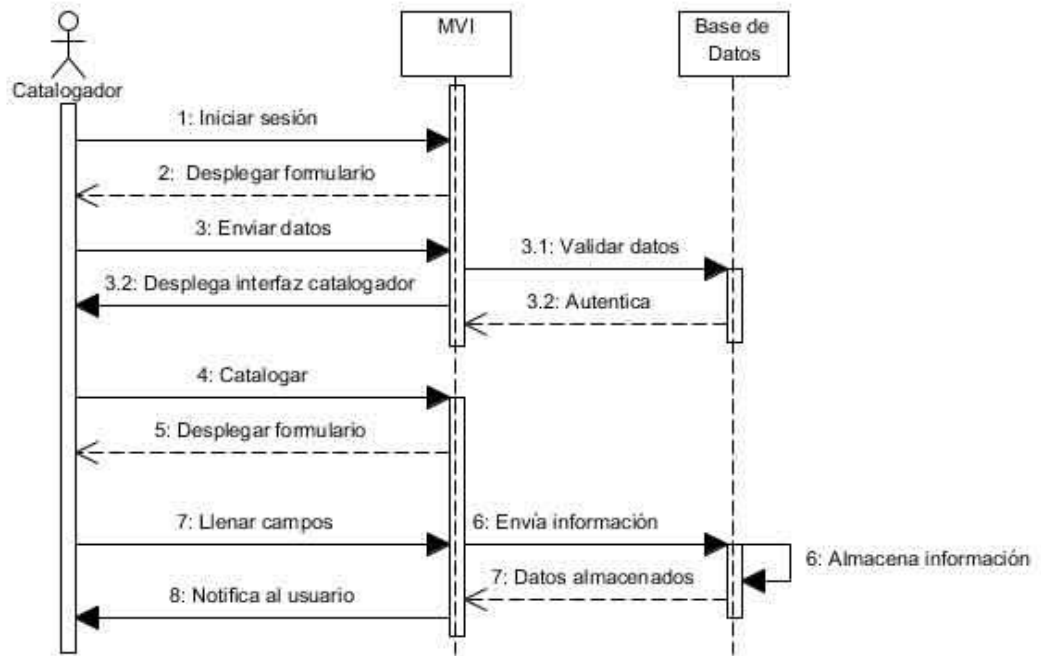 MVI
Base de
Datos
Catalogador
1: Iniciar sesión
2: Desplegar formulario
3: Enviar datos
3.1: Validar datos
3.2: Desplega interfaz catalogador
3.2: Autentica
4: Catalogar
5: Desplegar formulario
7: Llenar campos
6: Envía información
6: Almacena información
7: Datos almacenados
8: Notifica al usuario